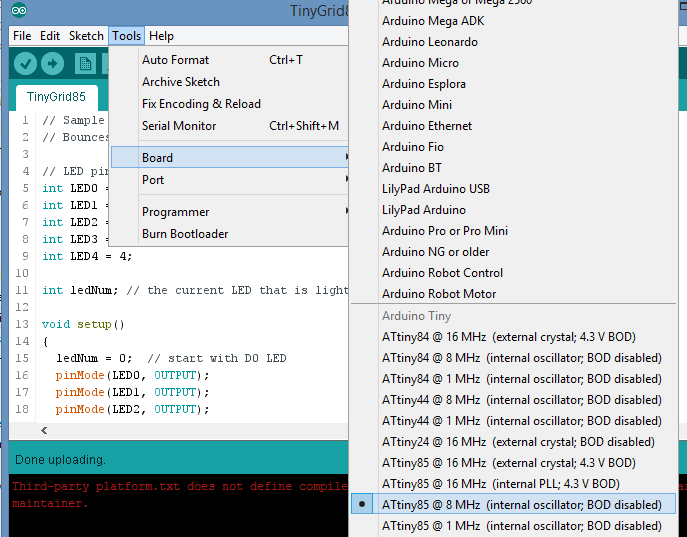 TinyGrid8
File Edit Sketch Tools Help
TinyGrid85
1 // Sample
2 // Bounces
3
4 // LED pin
5 int LED0 =
6 int LED1 =
7 int LED2 =
8 int LED3 =
9 int LED4 = 4;
10
11 int ledNum; // the current LED that is light
12
13 void setup()
14 {
15 ledNum = 0; // start with D0 LED
16 pinMode(LED0, OUTPUT);
17 pinMode(LED1, OUTPUT);
18 pinMode(LED2, OUTPUT);
Done uploading.
Third-party platform.txt does not define compile
maintainer.
Auto Format Ctrl+T
Archive Sketch
Fix Encoding & Reload
Serial Monitor Ctrl+Shift+M
Board
Port
Programmer
Burn Bootloader
Arduino Mega or Mega 2560
Arduino Mega ADK
Arduino Leonardo
Arduino Micro
Arduino Esplora
Arduino Mini
Arduino Ethernet
Arduino Fio
Arduino BT
LilyPad Arduino USB
LilyPad Arduino
Arduino Pro or Pro Mini
Arduino NG or older
Arduino Robot Control
Arduino Robot Motor
Arduino Tiny
ATtiny84 @ 16 MHz (external crystal; 4.3 V BOD)
ATtiny84 @ 8 MHz (internal oscillator; BOD disabled)
ATtiny84 @ 1 MHz (internal oscillator; BOD disabled)
ATtiny44 @ 8 MHz (internal oscillator; BOD disabled)
ATtiny44 @ 1 MHz (internal oscillator; BOD disabled)
ATtiny24 @ 16 MHz (external crystal; BOD disabled)
ATtiny85 @ 16 MHz (external crystal; 4.3 V BOD)
ATtiny85 @ 16 MHz (internal PLL; 4.3 V BOD)
ATtiny85 @ 8 MHz (internal oscillator; BOD disabled)
ATtiny85 @ 1 MHz (internal oscillator; BOD disabled)